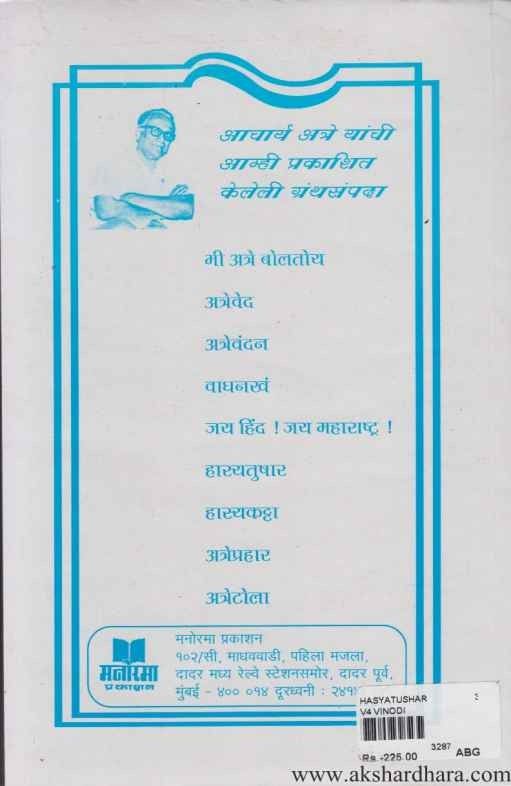 आचार्य अत्रे यांची
आम्ही प्रकाशित
केलेली ग्रंथसंपदा
मी अत्रे बोलतोय
अत्रेवेद
अत्रेवंदन
वाघनखं
जय हिंद ! जय महाराष्ट्र !
हास्यतुषार
हास्यकट्टा
अत्रेप्रहार
अत्रेटोला
मनोरमा
प्रकाशन
मनोरमा प्रकाशन
१०२/सी, माधववाडी, पहिला मजला,
दादर मध्य रेल्वे स्टेशनसमोर, दादर पूर्व,
मुंबई - ४०० ०१४ दूरध्वनी : २४१
HASYATUSHAR 3
V4 VINODI
3287 ABG
Rs. 225.00
www.akshardhara.com